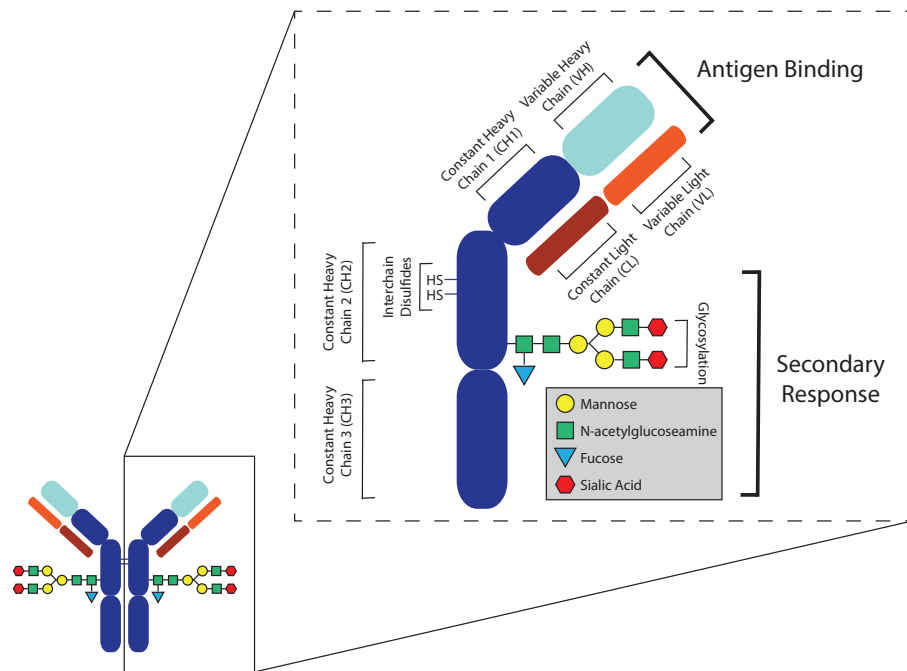 Antigen Binding
Variable Heavy
Chain (VH)
Constant Heavy
Chain 1 (CH1)
Variable Light
Chain (VL)
Constant Light
Chain (CL)
Constant Heavy
Chain 2 (CH2)
Interchain
Disulfides
HS
HS
Glycosylation
Secondary
Response
Constant Heavy
Chain 3 (CH3)
Mannose
N-acetylglucoseamine
Fucose
Sialic Acid